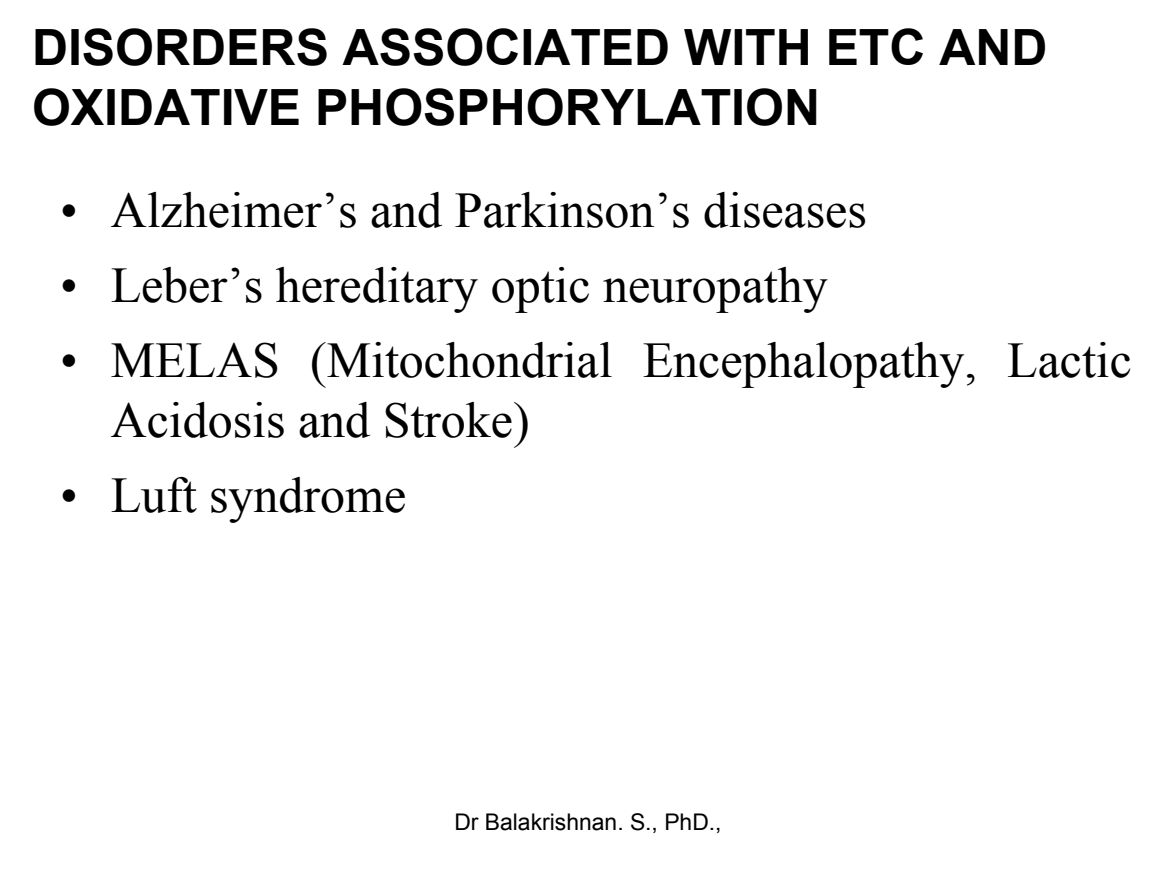 DISORDERS ASSOCIATED WITH ETC AND
OXIDATIVE PHOSPHORYLATION
• Alzheimer’s and Parkinson’s diseases
• Leber’s hereditary optic neuropathy
• MELAS (Mitochondrial Encephalopathy, Lactic
Acidosis and Stroke)
• Luft syndrome
Dr Balakrishnan. S., PhD.,